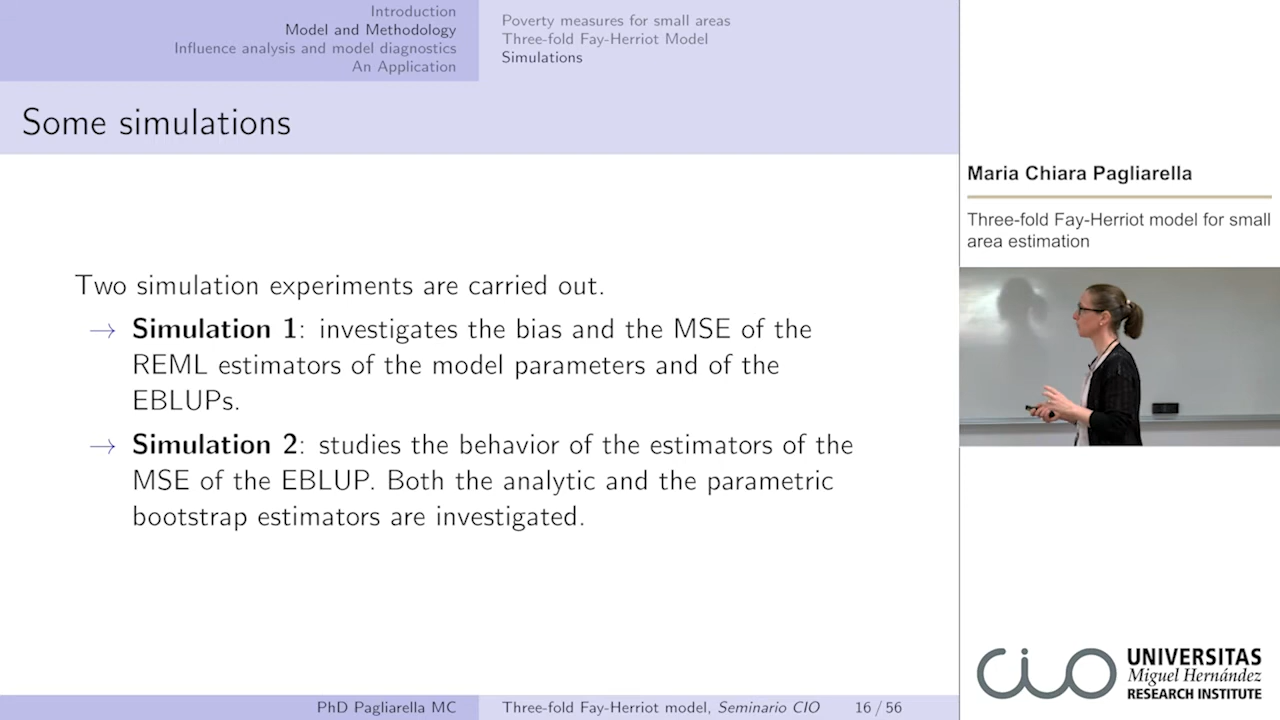 Introduction
Model and Methodology
Influence analysis and model diagnostics
An Application
Poverty measures for small areas
Three-fold Fay-Herriot Model
Simulations
Some simulations
Two simulation experiments are carried out.
→ Simulation 1: investigates the bias and the MSE of the
REML estimators of the model parameters and of the
EBLUPs.
→ Simulation 2: studies the behavior of the estimators of the
MSE of the EBLUP. Both the analytic and the parametric
bootstrap estimators are investigated.
PhD Pagliarella MC
Three-fold Fay-Herriot model, Seminario CIO
16 / 56
Maria Chiara Pagliarella
Three-fold Fay-Herriot model for small
area estimation
CIO
UNIVERSITAS
Miguel Hernández
RESEARCH INSTITUTE